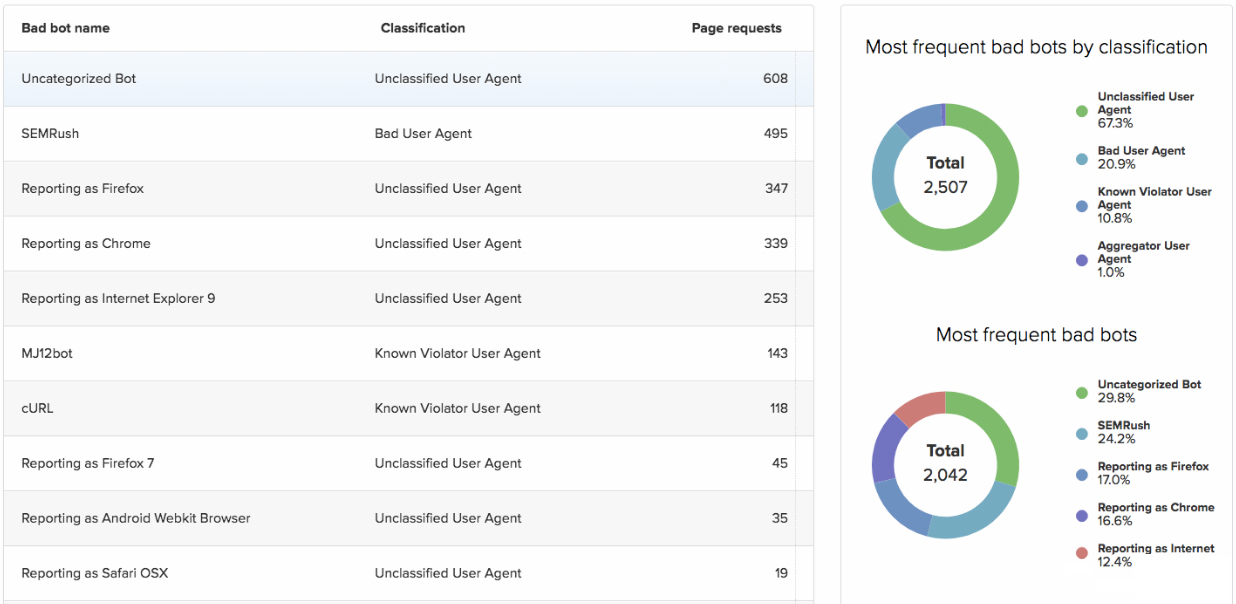 Bad bot name Classification Page requests
Uncategorized Bot Unclassified User Agent 608
SEMRush Bad User Agent 495
Reporting as Firefox Unclassified User Agent 347
Reporting as Chrome Unclassified User Agent 339
Reporting as Internet Explorer 9 Unclassified User Agent 253
MJ12bot Known Violator User Agent 143
cURL Known Violator User Agent 118
Reporting as Firefox 7 Unclassified User Agent 45
Reporting as Android Webkit Browser Unclassified User Agent 35
Reporting as Safari OSX Unclassified User Agent 19
Most frequent bad bots by classification
Total
2,507
Unclassified User
Agent
67.3%
Bad User Agent
20.9%
Known Violator User
Agent
10.8%
Aggregator User
Agent
1.0%
Most frequent bad bots
Total
2,042
Uncategorized Bot
29.8%
SEMRush
24.2%
Reporting as Firefox
17.0%
Reporting as Chrome
16.6%
Reporting as Internet
12.4%